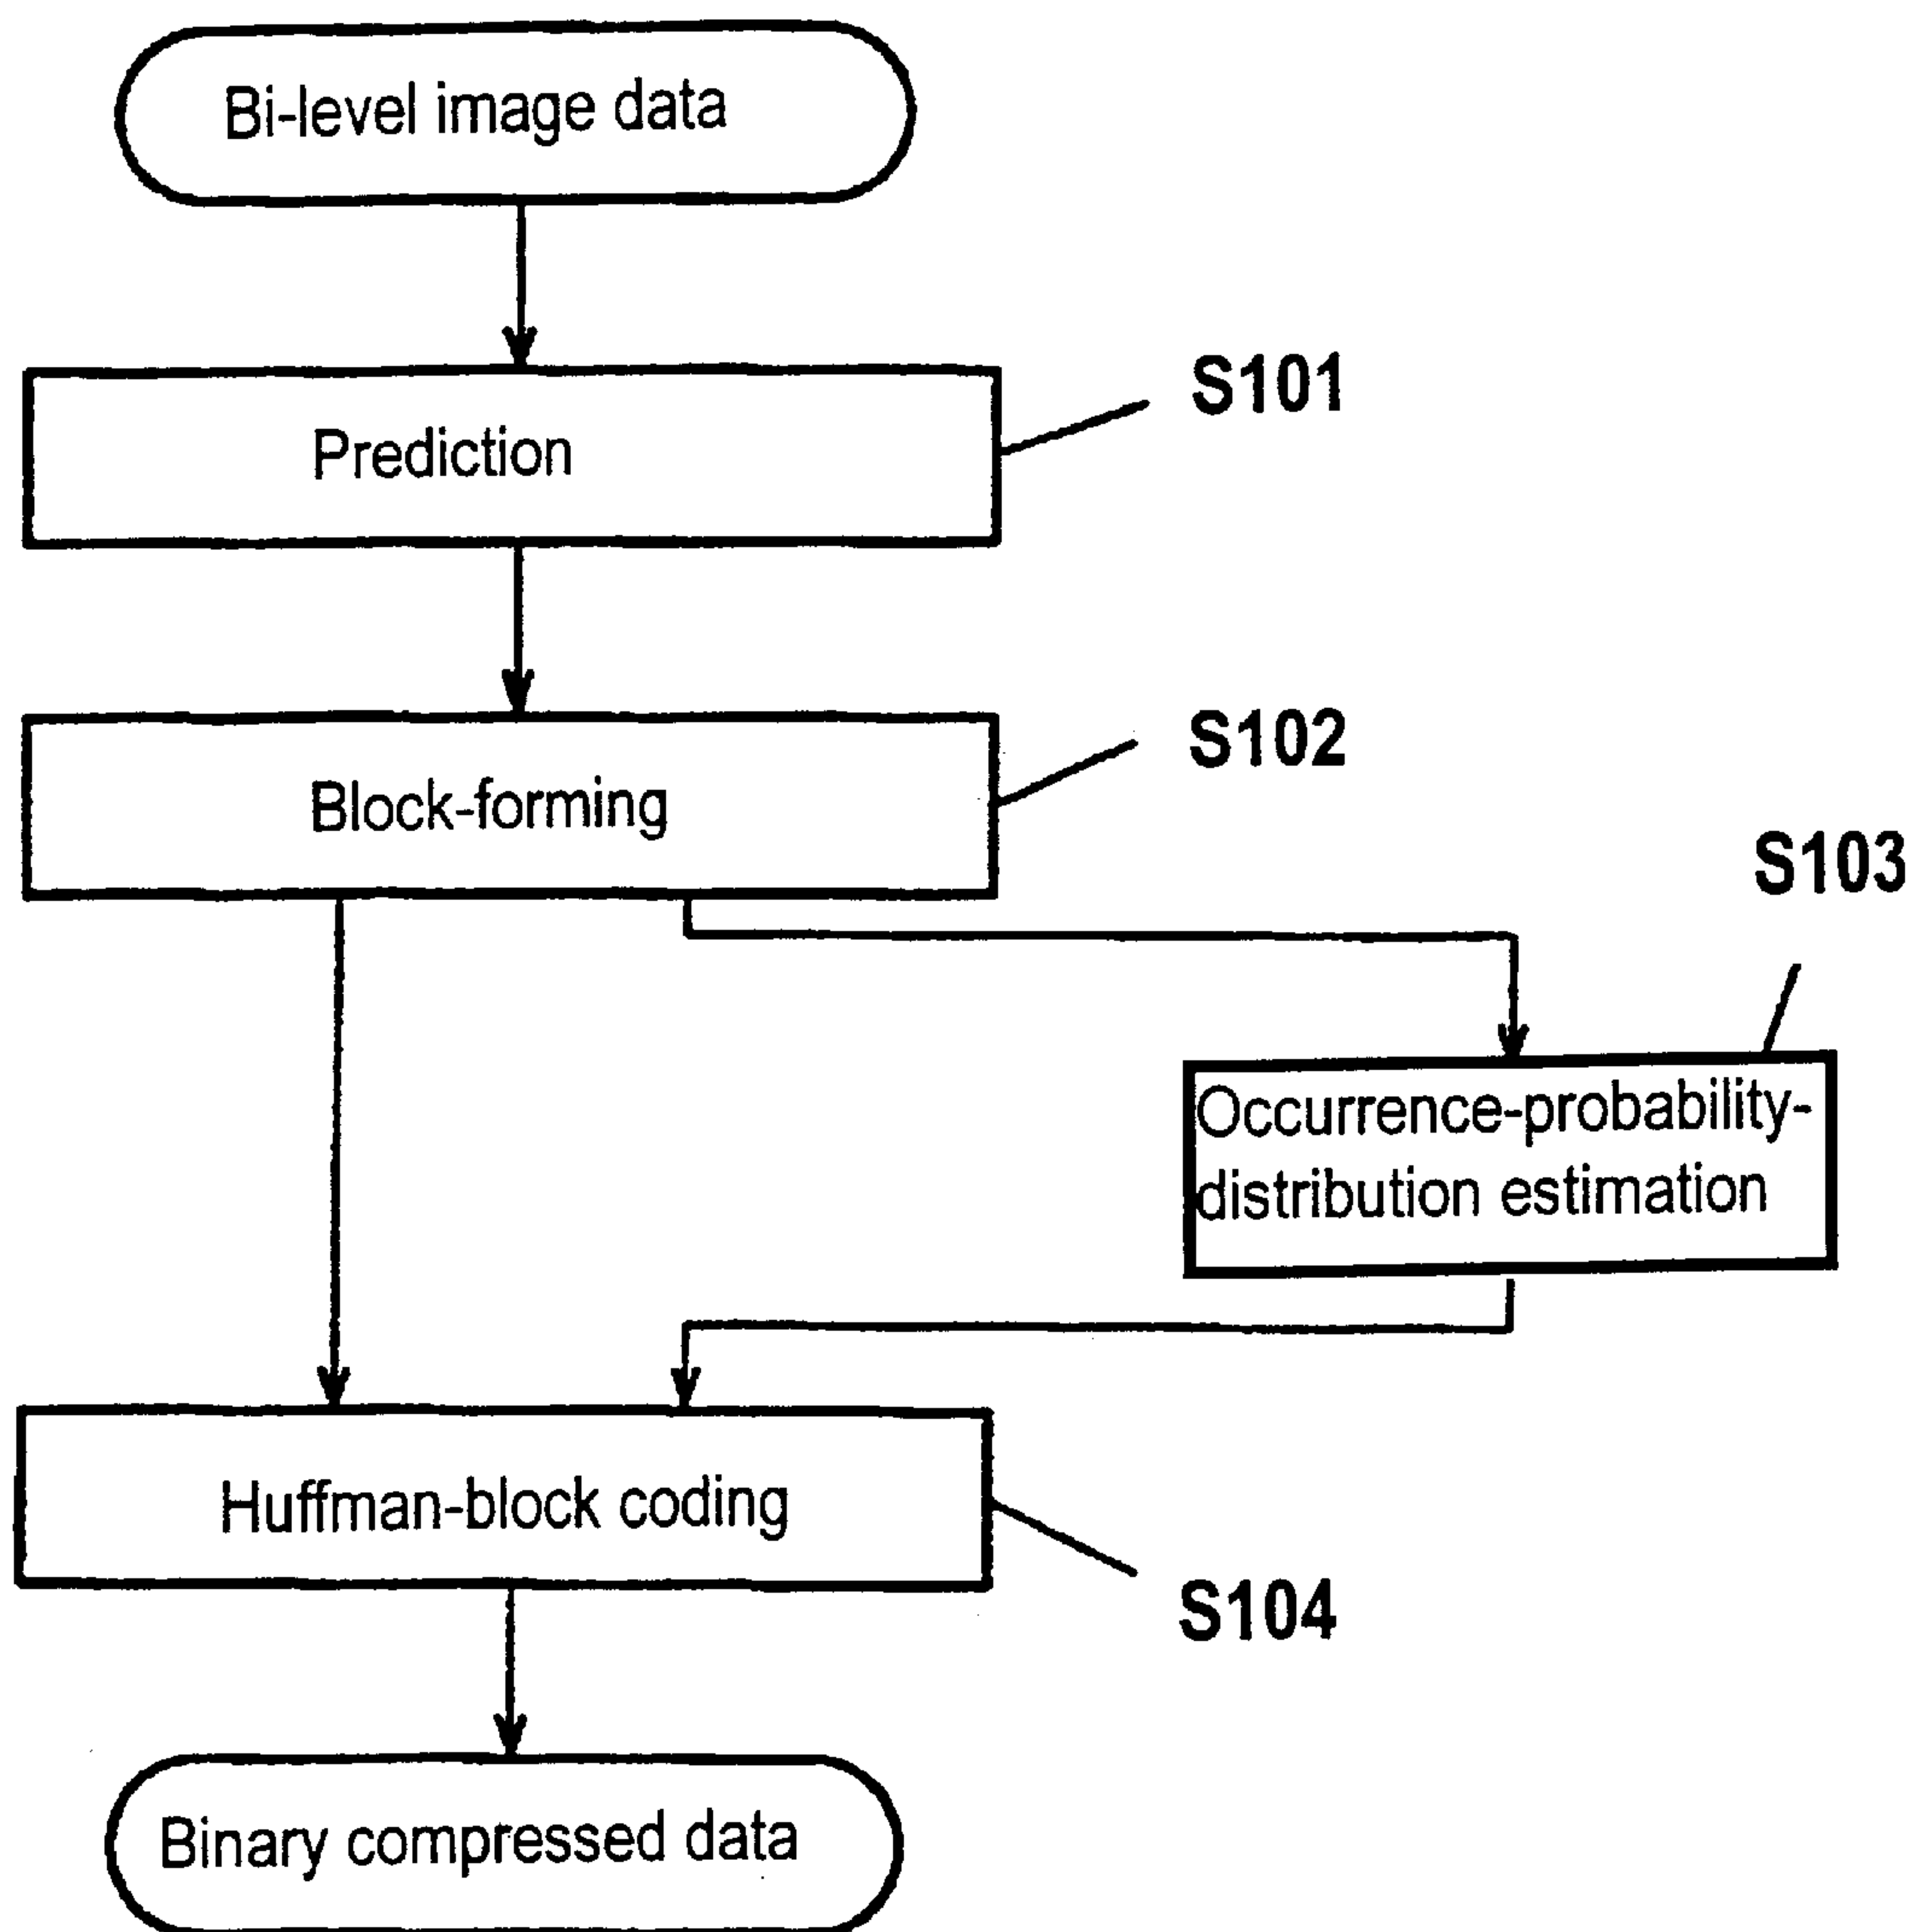 Bi-level image data
S101
Prediction
S102
Block-forming
S103
Occurrence-probability-
distribution estimation
Huffman-block coding
S104
Binary compressed data